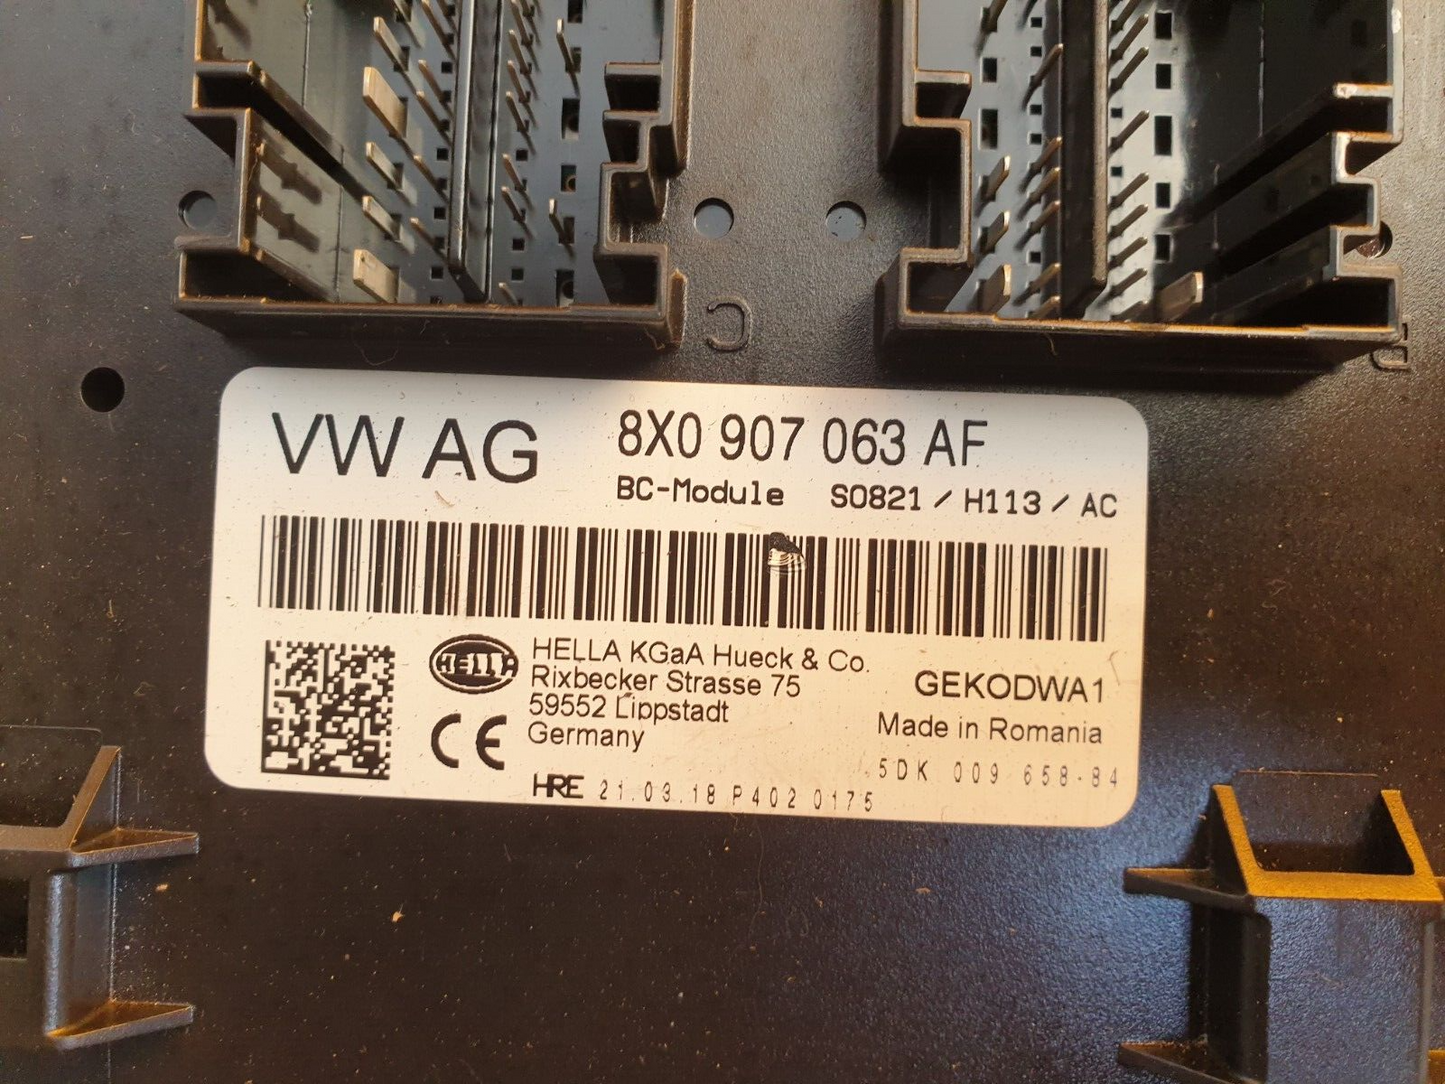 C
D
VW AG
8X0 907 063 AF
BC-Module S0821 / H113 / AC
HELLA
HELLA KGaA Hueck & Co.
Rixbecker Strasse 75
59552 Lippstadt
Germany
CE
GEKODWA1
Made in Romania
5DK 009 658-84
HRE 21.03.18 P402 0175